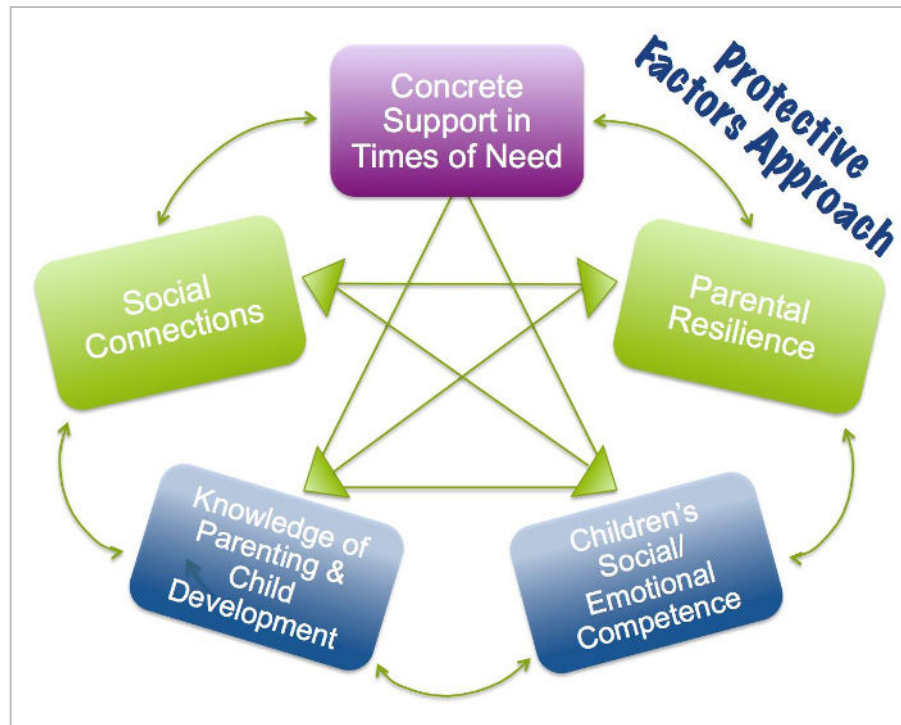 Protective
Factors Approach
Concrete
Support in
Times of Need
Social
Connections
Parental
Resilience
Knowledge of
Parenting &
Child
Development
Children’s
Social/
Emotional
Competence